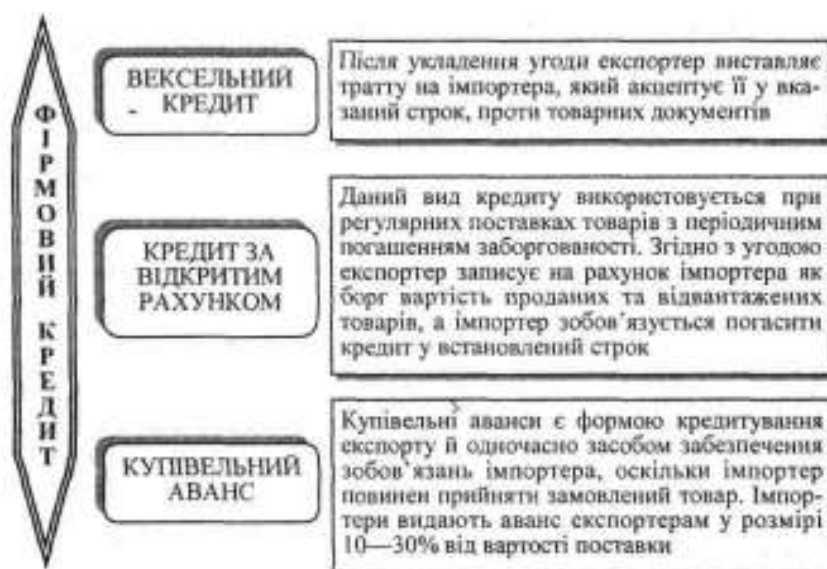 ФІРМОВИЙ КРЕДИТ
ВЕКСЕЛЬНИЙ
КРЕДИТ
Після укладення угоди експортер виставляє
тратту на імпортера, який акцептує її у вка-
заний строк, проти товарних документів
КРЕДИТ ЗА
ВІДКРИТИМ
РАХУНКОМ
Даний вид кредиту використовується при
регулярних поставках товарів з періодичним
погашенням заборгованості. Згідно з угодою
експортер записує на рахунок імпортера як
борг вартість проданих та відвантажених
товарів, а імпортер зобов’язується погасити
кредит у встановлений строк
КУПІВЕЛЬНИЙ
АВАНС
Купівельні аванси є формою кредитування
експорту й одночасно засобом забезпечення
зобов’язань імпортера, оскільки імпортер
повинен прийняти замовлений товар. Імпор-
тери видають аванс експортерам у розмірі
10—30% від вартості поставки